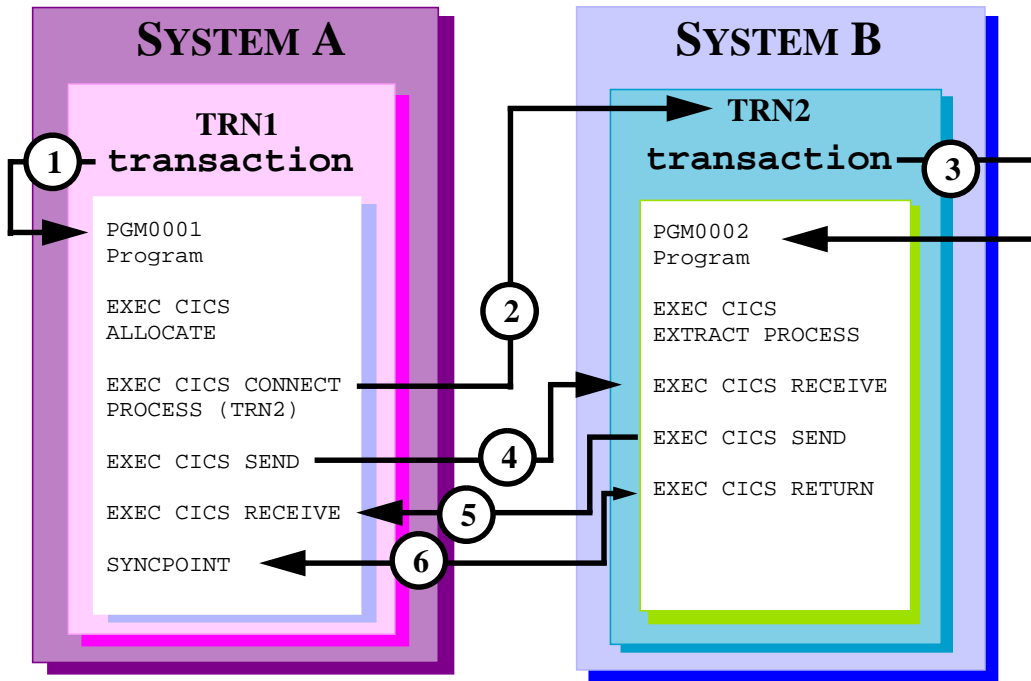 SYSTEM A
TRN1
transaction
1
PGM0001
Program
EXEC CICS
ALLOCATE
EXEC CICS CONNECT
PROCESS (TRN2)
EXEC CICS SEND
EXEC CICS RECEIVE
SYNCPOINT
2
4
5
6
SYSTEM B
TRN2
transaction
3
PGM0002
Program
EXEC CICS
EXTRACT PROCESS
EXEC CICS RECEIVE
EXEC CICS SEND
EXEC CICS RETURN